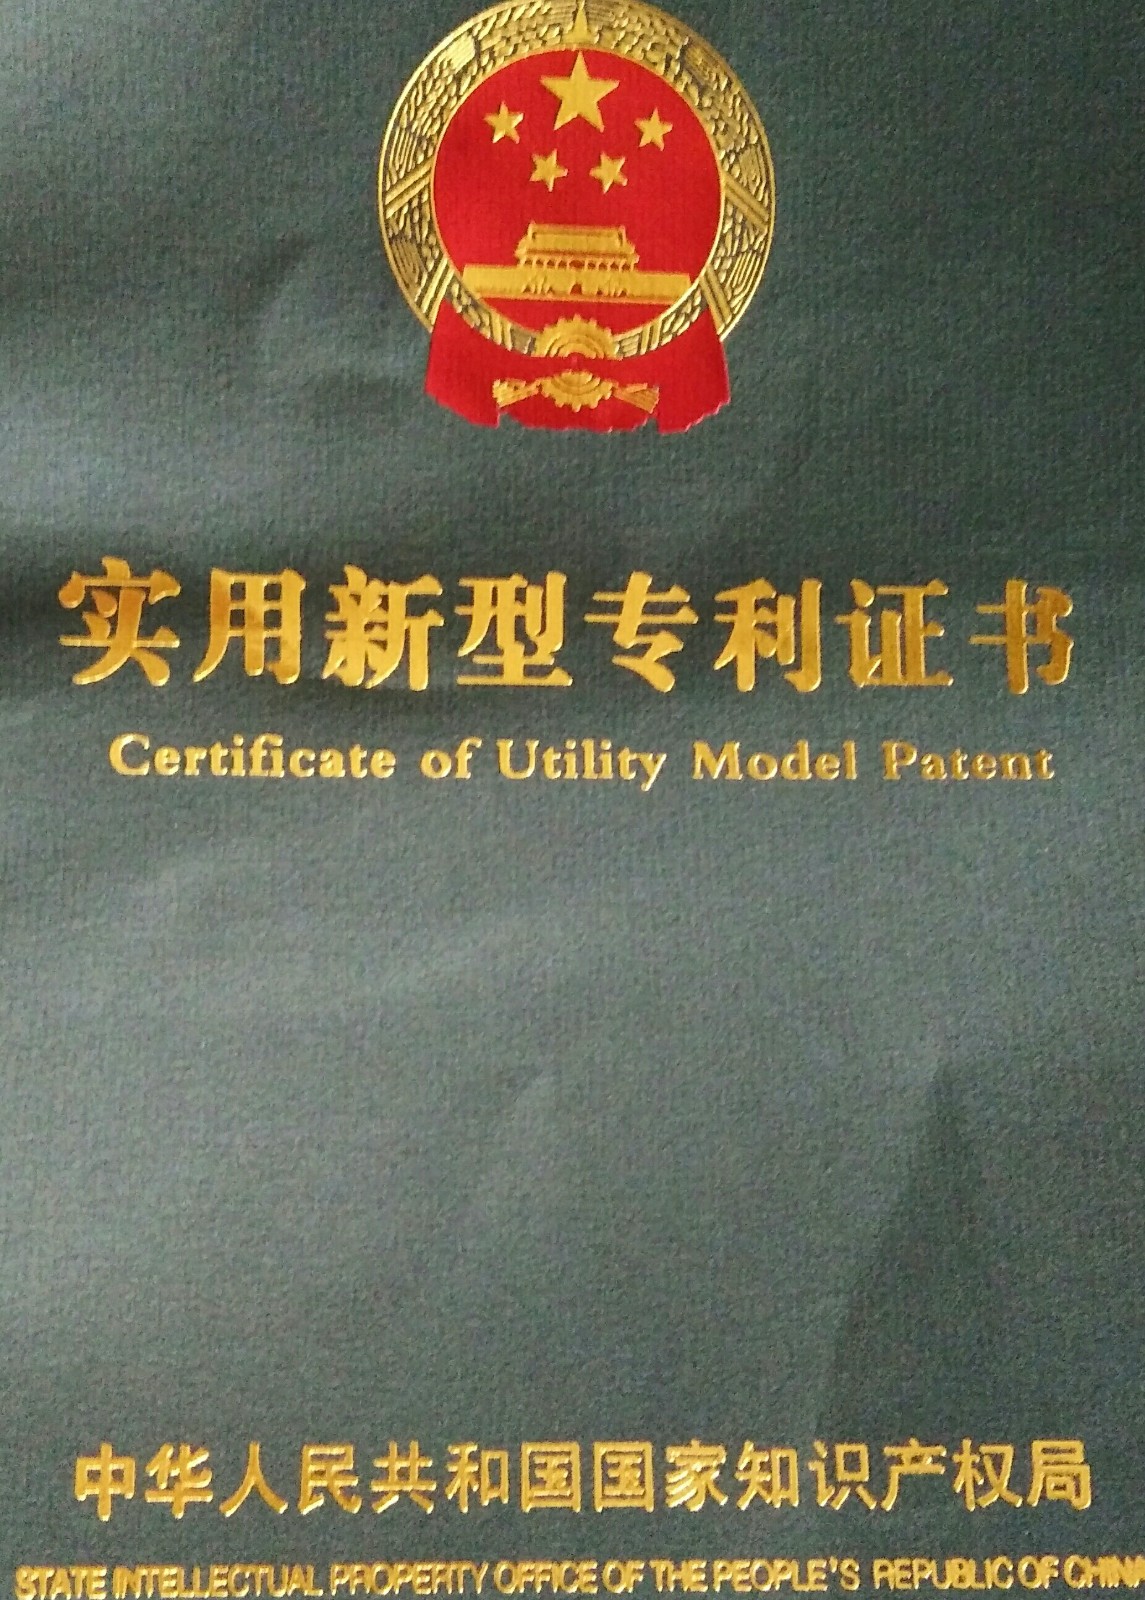 实用新型专利证书
Certificate of Utility Model Patent
中华人民共和国国家知识产权局
STATE INTELLECTUAL PROPERTY OFFICE OF THE PEOPLE'S REPUBLIC OF CHINA